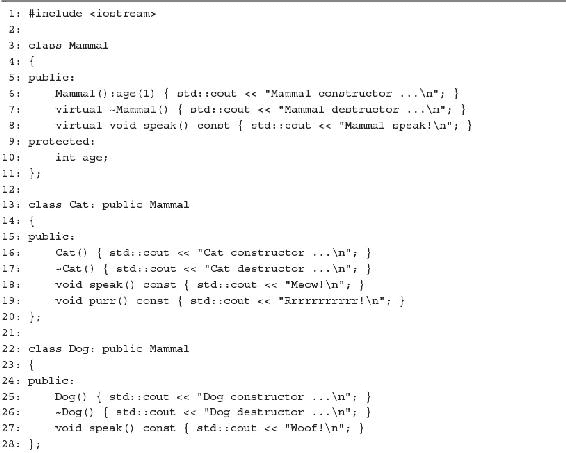 1: #include <iostream>
2:
3: class Mammal
4: {
5: public:
6:     Mammal():age(1) { std::cout << "Mammal constructor ...\n"; }
7:     virtual ~Mammal() { std::cout << "Mammal destructor ...\n"; }
8:     virtual void speak() const { std::cout << "Mammal speak!\n"; }
9: protected:
10:     int age;
11: };
12:
13: class Cat: public Mammal
14: {
15: public:
16:     Cat() { std::cout << "Cat constructor ...\n"; }
17:     ~Cat() { std::cout << "Cat destructor ...\n"; }
18:     void speak() const { std::cout << "Meow!\n"; }
19:     void purr() const { std::cout << "Rrrrrrrrrrr!\n"; }
20: };
21:
22: class Dog: public Mammal
23: {
24: public:
25:     Dog() { std::cout << "Dog constructor ...\n"; }
26:     ~Dog() { std::cout << "Dog destructor ...\n"; }
27:     void speak() const { std::cout << "Woof!\n"; }
28: };